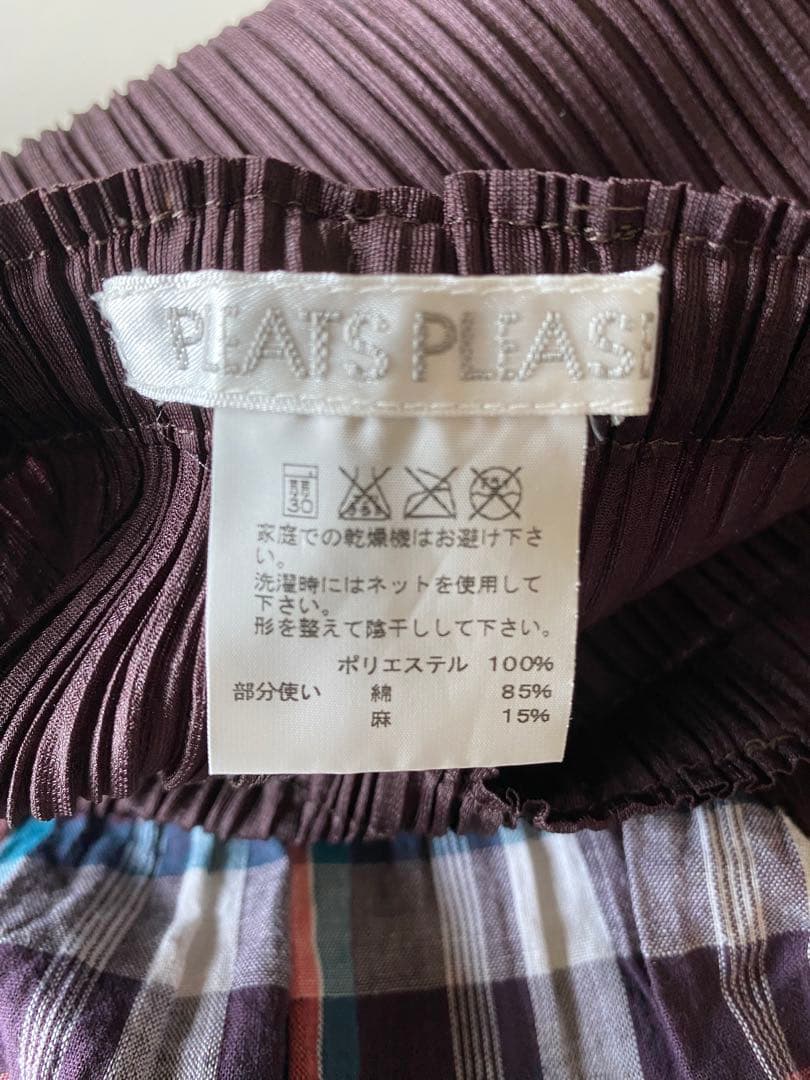 PLEATS PLEASE
30
家庭での乾燥機はお避け下さ
い。
洗濯時にはネットを使用して
下さい。
形を整えて陰干しして下さい。
ポリエステル 100%
部分使い 綿 85%
麻 15%